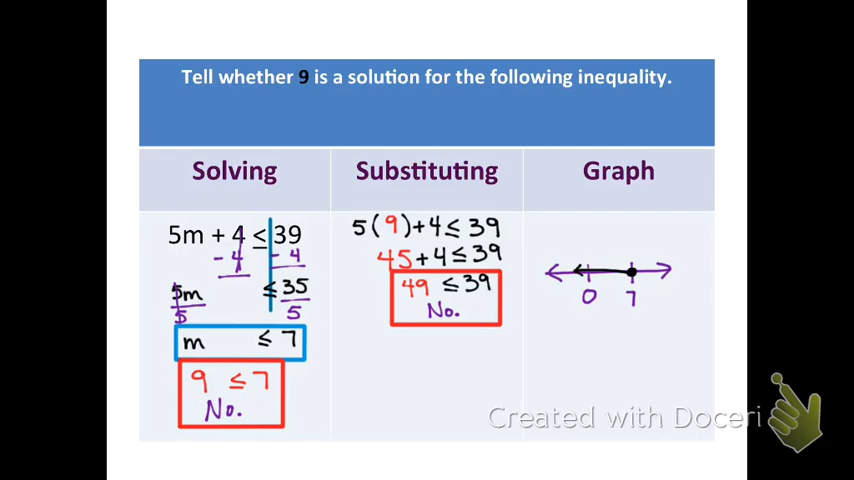 Tell whether 9 is a solution for the following inequality.
Solving
Substituting
Graph
5m + 4 ≤ 39
- 4 - 4
5m ≤ 35
5 5
m ≤ 7
9 ≤ 7
No.
5(9)+4 ≤ 39
45+4 ≤ 39
49 ≤ 39
No.
0 7
Created with Doceri